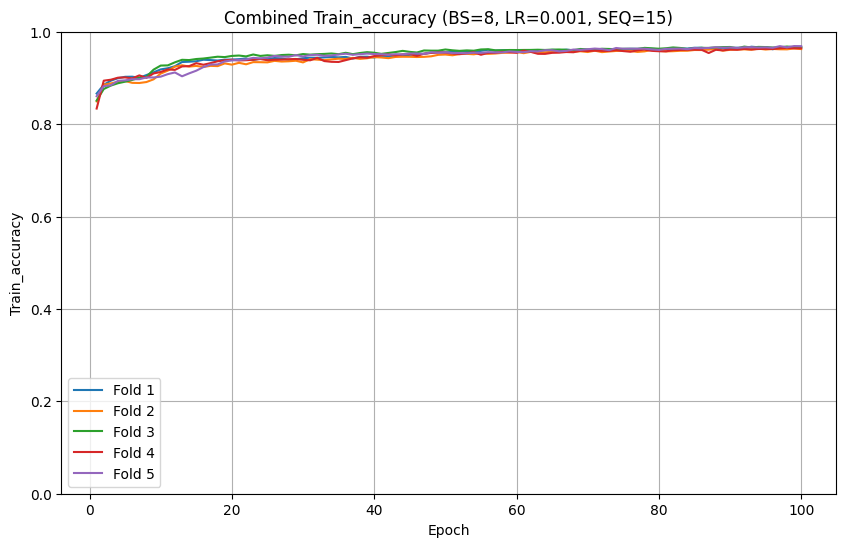 Combined Train_accuracy (BS=8, LR=0.001, SEQ=15)
Train_accuracy
1.0
0.8
0.6
0.4
0.2
0.0
Fold 1
Fold 2
Fold 3
Fold 4
Fold 5
0 20 40 60 80 100
Epoch